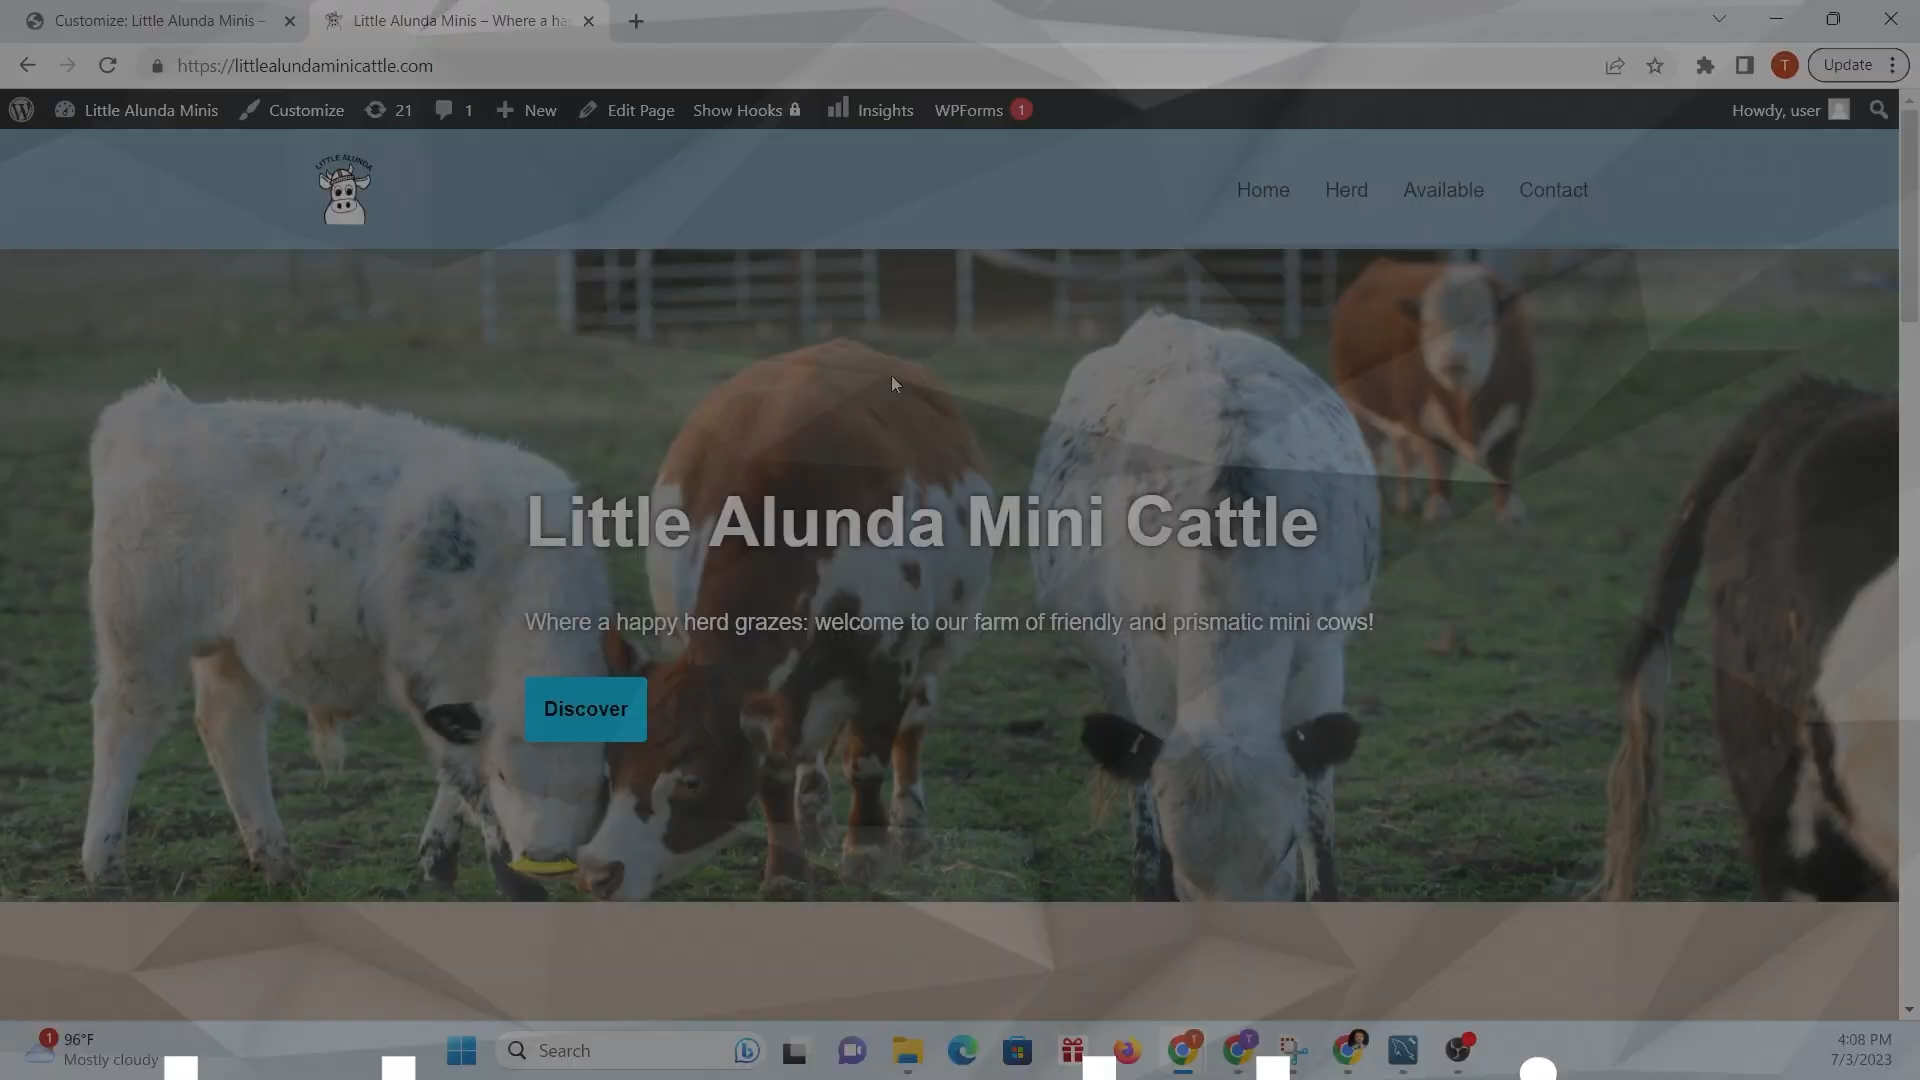 Customize: Little Alunda Minis –
Little Alunda Minis – Where a ha
https://littlealundaminicattle.com
Update
Little Alunda Minis
Customize
21
1
New
Edit Page
Show Hooks
Insights
WPForms 1
Howdy, user
LITTLE ALUNDA
Home
Herd
Available
Contact
Little Alunda Mini Cattle
Where a happy herd grazes: welcome to our farm of friendly and prismatic mini cows!
Discover
1
96°F
Mostly cloudy
Search
4:08 PM
7/3/2023